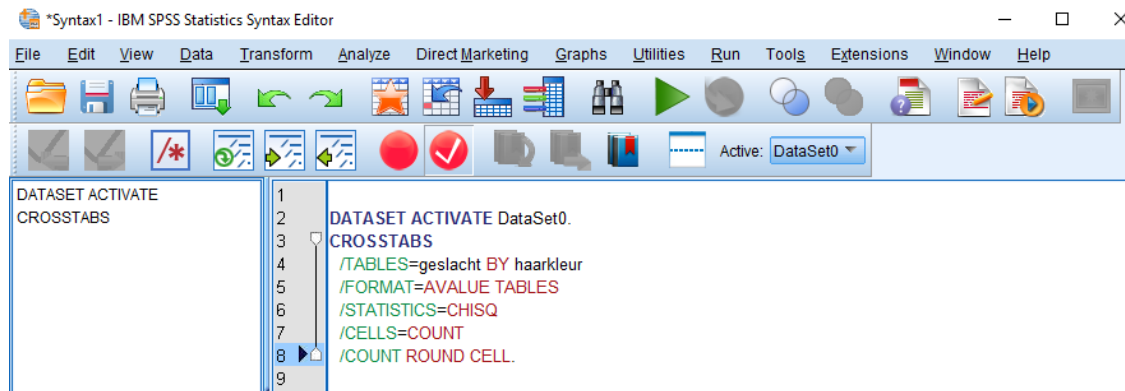 *Syntax1 - IBM SPSS Statistics Syntax Editor
File Edit View Data Transform Analyze Direct Marketing Graphs Utilities Run Tools Extensions Window Help
Active: DataSet0
DATASET ACTIVATE
CROSSTABS
1
2 DATASET ACTIVATE DataSet0.
3 CROSSTABS
4 /TABLES=geslacht BY haarkleur
5 /FORMAT=AVALUE TABLES
6 /STATISTICS=CHISQ
7 /CELLS=COUNT
8 /COUNT ROUND CELL.
9